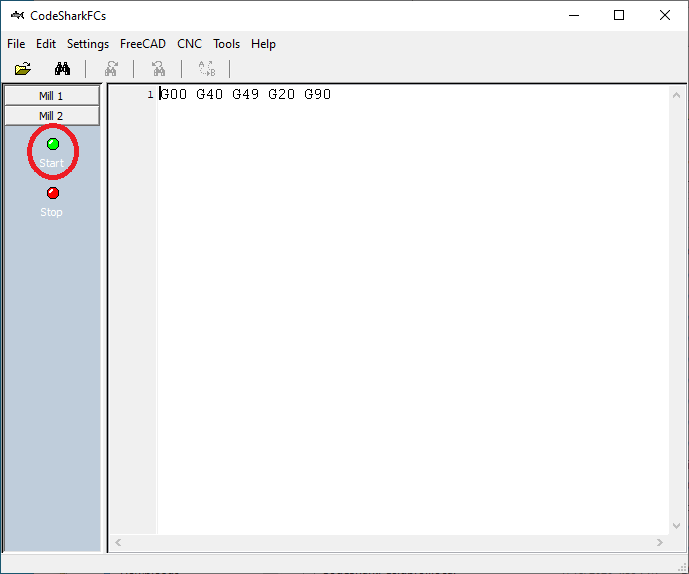 CodeSharkFCs
File Edit Settings FreeCAD CNC Tools Help
Mill 1
Mill 2
Start
Stop
1 G00 G40 G49 G20 G90